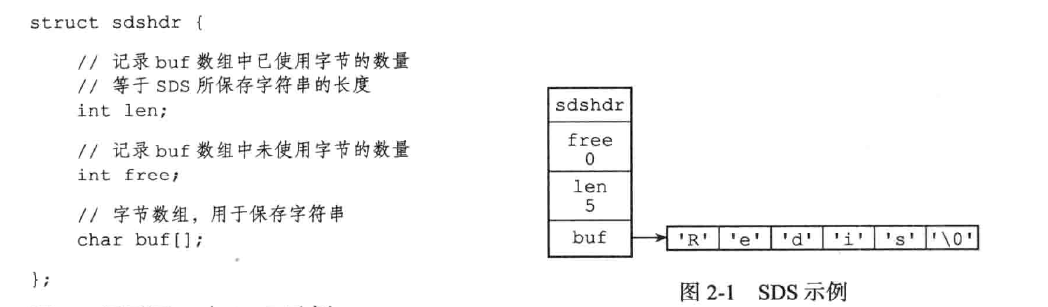 struct sdshdr {
// 记录 buf 数组中已使用字节的数量
// 等于 SDS 所保存字符串的长度
int len;
// 记录 buf 数组中未使用字节的数量
int free;
// 字节数组，用于保存字符串
char buf[];
};
sdshdr
free
0
len
5
buf
'R' 'e' 'd' 'i' 's' '\0'
图 2-1 SDS 示例